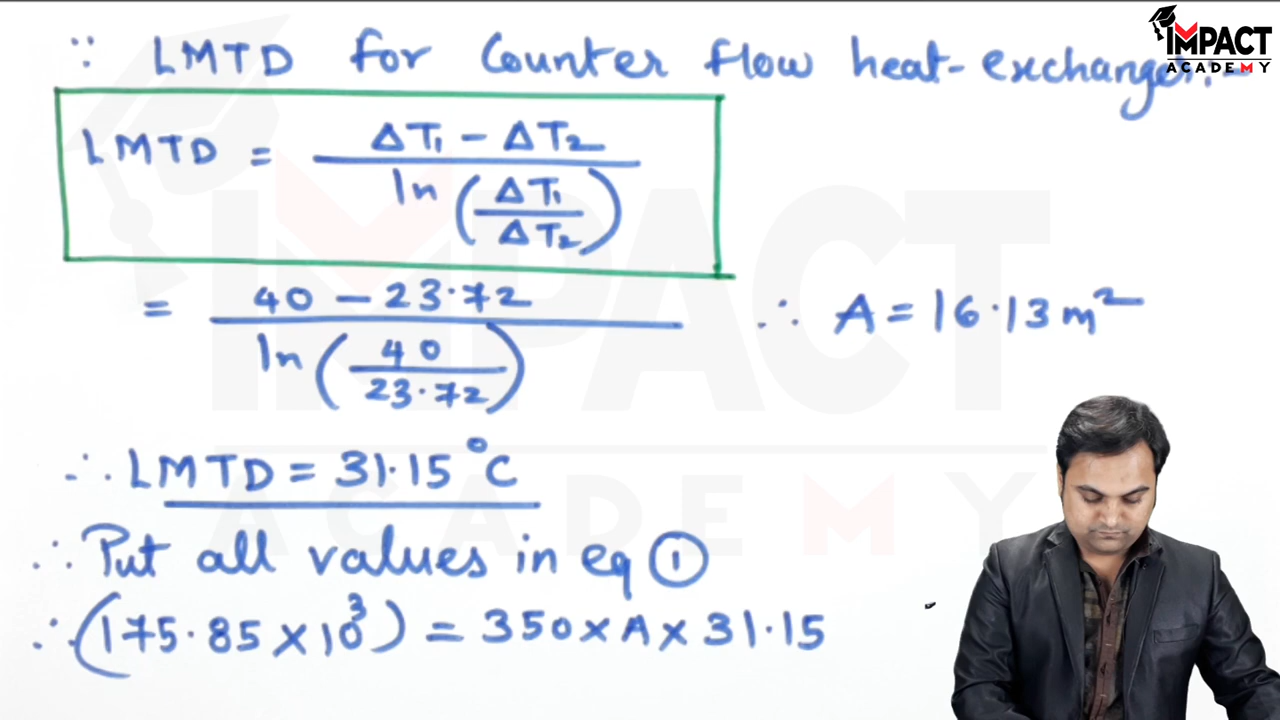 IMPACT
ACADEMY
∵ LMTD for Counter flow heat-exchanger:-
LMTD = ΔT₁ - ΔT₂ / ln (ΔT₁ / ΔT₂)
= 40 - 23.72 / ln (40 / 23.72)
∴ A = 16.13 m²
∴ LMTD = 31.15 °C
∴ Put all values in eq ①
∴ (175.85 × 10³) = 350 × A × 31.15
IMPACT
ACADEMY